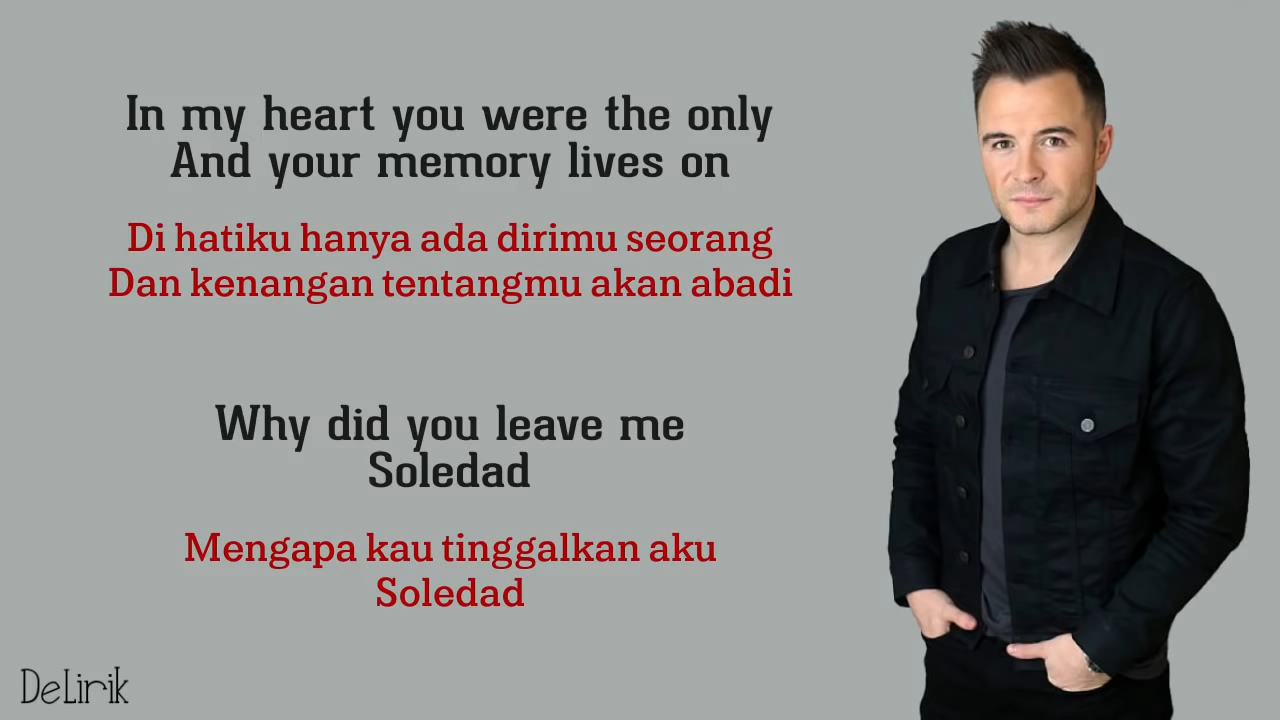 In my heart you were the only
And your memory lives on
Di hatiku hanya ada dirimu seorang
Dan kenangan tentangmu akan abadi
Why did you leave me
Soledad
Mengapa kau tinggalkan aku
Soledad
DeLirik